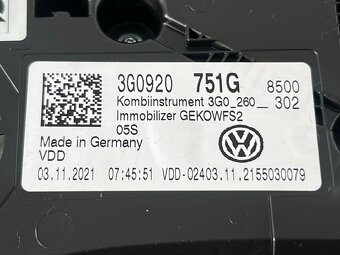 3G0920 751G 8500
Kombiinstrument 3G0_260__ 302
Immobilizer GEKOWFS2
05S
Made in Germany
VDD
03.11.2021 07:45:51 VDD-02403.11.2155030079